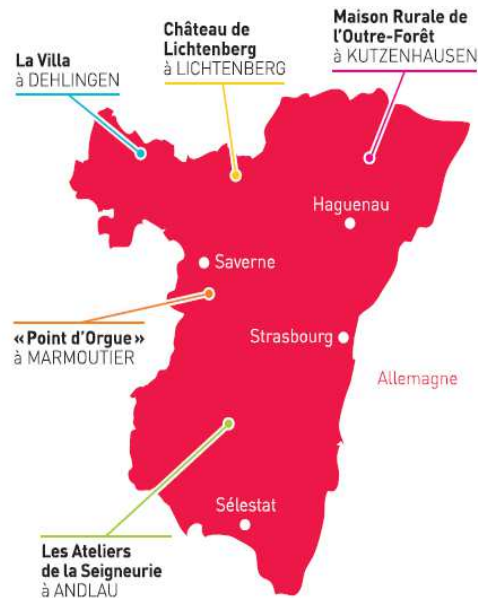 La Villa
à DEHLINGEN
Château de
Lichtenberg
à LICHTENBERG
Maison Rurale de
l’Outre-Forêt
à KUTZENHAUSEN
Haguenau
Saverne
« Point d’Orgue »
à MARMOUTIER
Strasbourg
Allemagne
Sélestat
Les Ateliers
de la Seigneurie
à ANDLAU